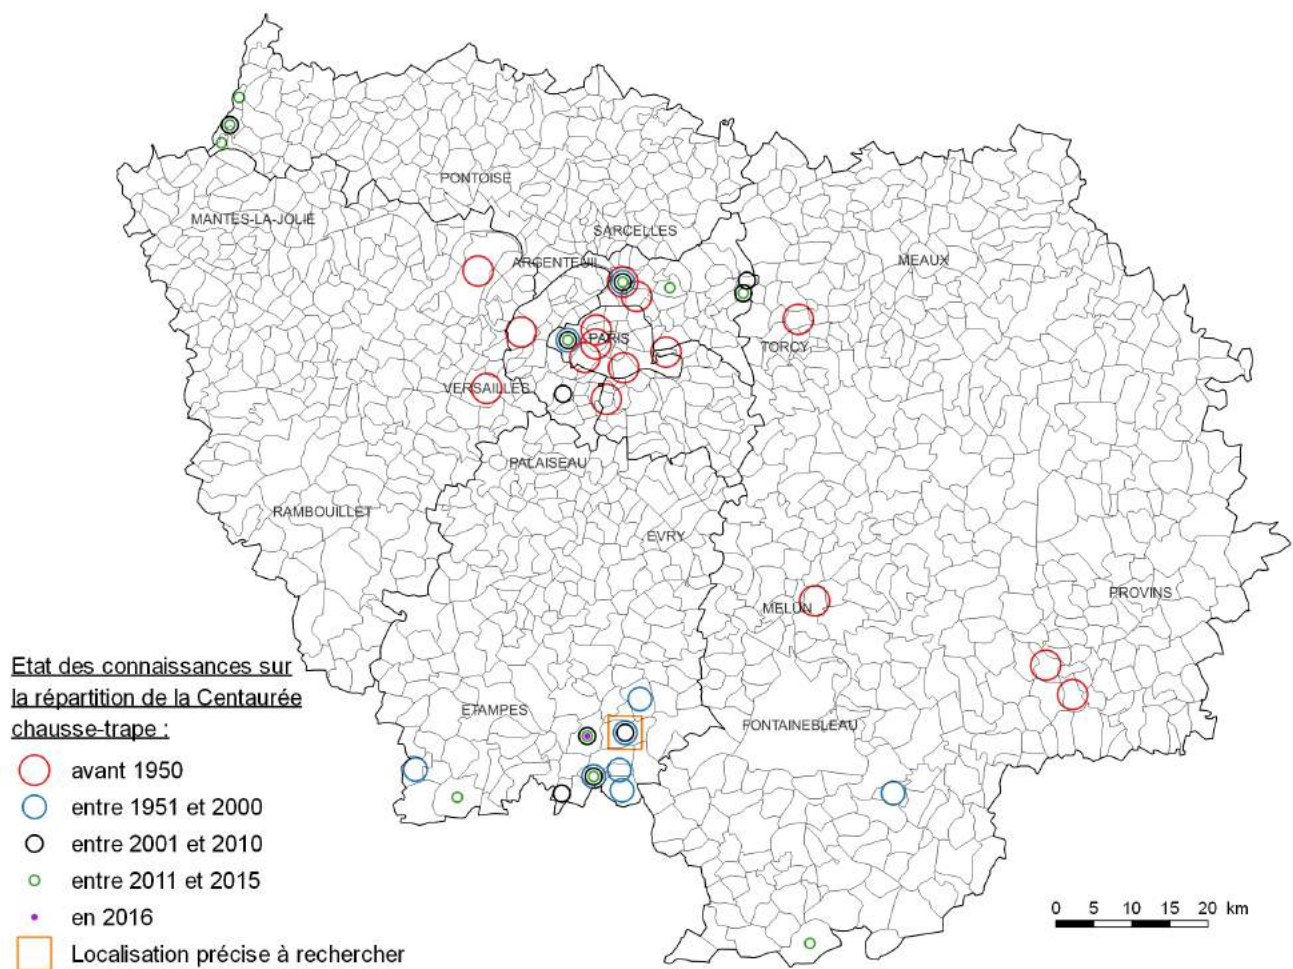 PONTOISE
MANTES-LA-JOLIE
SARCELLES
ARGENTEUIL
MEAUX
PARIS
TORCY
VERSAILLES
PALAISEAU
RAMBOUILLET
EVRY
PROVINS
MELUN
ETAMPES
FONTAINEBLEAU
Etat des connaissances sur
la répartition de la Centaurée
chausse-trape :
avant 1950
entre 1951 et 2000
entre 2001 et 2010
entre 2011 et 2015
en 2016
Localisation précise à rechercher
0 5 10 15 20 km